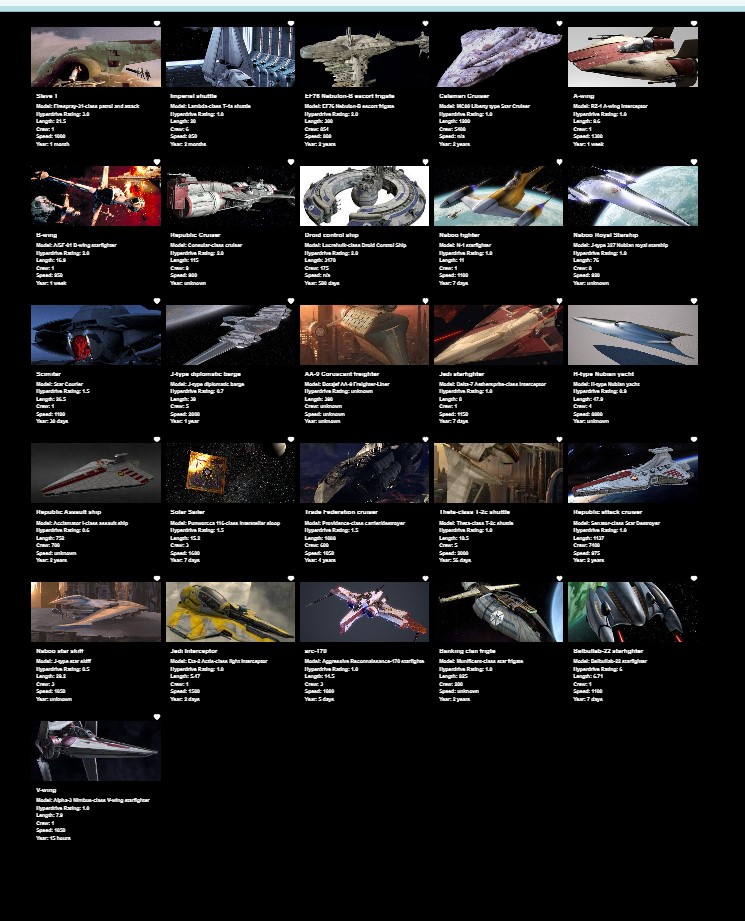 Slave 1
Model: Firespray-31-class patrol and attack
Hyperdrive Rating: 3.0
Length: 21.5
Crew: 1
Speed: 1000
Year: 1 month
Imperial shuttle
Model: Lambda-class T-4a shuttle
Hyperdrive Rating: 1.0
Length: 20
Crew: 6
Speed: 850
Year: 2 months
EF76 Nebulon-B escort frigate
Model: EF76 Nebulon-B escort frigate
Hyperdrive Rating: 2.0
Length: 300
Crew: 854
Speed: 800
Year: 2 years
Calamari Cruiser
Model: MC80 Liberty type Star Cruiser
Hyperdrive Rating: 1.0
Length: 1200
Crew: 5400
Speed: n/a
Year: 2 years
A-wing
Model: RZ-1 A-wing Interceptor
Hyperdrive Rating: 1.0
Length: 9.6
Crew: 1
Speed: 1300
Year: 1 week
B-wing
Model: A/SF-01 B-wing starfighter
Hyperdrive Rating: 2.0
Length: 16.9
Crew: 1
Speed: 950
Year: 1 week
Republic Cruiser
Model: Consular-class cruiser
Hyperdrive Rating: 2.0
Length: 115
Crew: 9
Speed: 900
Year: unknown
Droid control ship
Model: Lucrehulk-class Droid Control Ship
Hyperdrive Rating: 2.0
Length: 3170
Crew: 175
Speed: n/a
Year: 500 days
Naboo fighter
Model: N-1 starfighter
Hyperdrive Rating: 1.0
Length: 11
Crew: 1
Speed: 1100
Year: 7 days
Naboo Royal Starship
Model: J-type 327 Nubian royal starship
Hyperdrive Rating: 1.8
Length: 76
Crew: 8
Speed: 920
Year: unknown
Scimitar
Model: Star Courier
Hyperdrive Rating: 1.5
Length: 26.5
Crew: 1
Speed: 1180
Year: 30 days
J-type diplomatic barge
Model: J-type diplomatic barge
Hyperdrive Rating: 0.7
Length: 39
Crew: 5
Speed: 2000
Year: 1 year
AA-9 Coruscant freighter
Model: Botajef AA-9 Freighter-Liner
Hyperdrive Rating: unknown
Length: 390
Crew: unknown
Speed: unknown
Year: unknown
Jedi starfighter
Model: Delta-7 Aethersprite-class interceptor
Hyperdrive Rating: 1.0
Length: 8
Crew: 1
Speed: 1150
Year: 7 days
H-type Nubian yacht
Model: H-type Nubian yacht
Hyperdrive Rating: 0.9
Length: 47.9
Crew: 4
Speed: 8000
Year: unknown
Republic Assault ship
Model: Acclamator I-class assault ship
Hyperdrive Rating: 0.6
Length: 752
Crew: 700
Speed: unknown
Year: 2 years
Solar Sailer
Model: Punworcca 116-class interstellar sloop
Hyperdrive Rating: 1.5
Length: 15.2
Crew: 3
Speed: 1600
Year: 7 days
Trade Federation cruiser
Model: Providence-class carrier/destroyer
Hyperdrive Rating: 1.5
Length: 1088
Crew: 600
Speed: 1050
Year: 4 years
Theta-class T-2c shuttle
Model: Theta-class T-2c shuttle
Hyperdrive Rating: 1.0
Length: 18.5
Crew: 5
Speed: 2000
Year: 56 days
Republic attack cruiser
Model: Senator-class Star Destroyer
Hyperdrive Rating: 1.0
Length: 1137
Crew: 7400
Speed: 975
Year: 2 years
Naboo star skiff
Model: J-type star skiff
Hyperdrive Rating: 0.5
Length: 29.2
Crew: 3
Speed: 1050
Year: unknown
Jedi Interceptor
Model: Eta-2 Actis-class light interceptor
Hyperdrive Rating: 1.0
Length: 5.47
Crew: 1
Speed: 1500
Year: 2 days
arc-170
Model: Aggressive Reconnaissance-170 starfighte
Hyperdrive Rating: 1.0
Length: 14.5
Crew: 3
Speed: 1000
Year: 5 days
Banking clan frigte
Model: Munificent-class star frigate
Hyperdrive Rating: 1.0
Length: 825
Crew: 200
Speed: unknown
Year: 2 years
Belbullab-22 starfighter
Model: Belbullab-22 starfighter
Hyperdrive Rating: 6
Length: 6.71
Crew: 1
Speed: 1100
Year: 7 days
V-wing
Model: Alpha-3 Nimbus-class V-wing starfighter
Hyperdrive Rating: 1.0
Length: 7.9
Crew: 1
Speed: 1050
Year: 15 hours